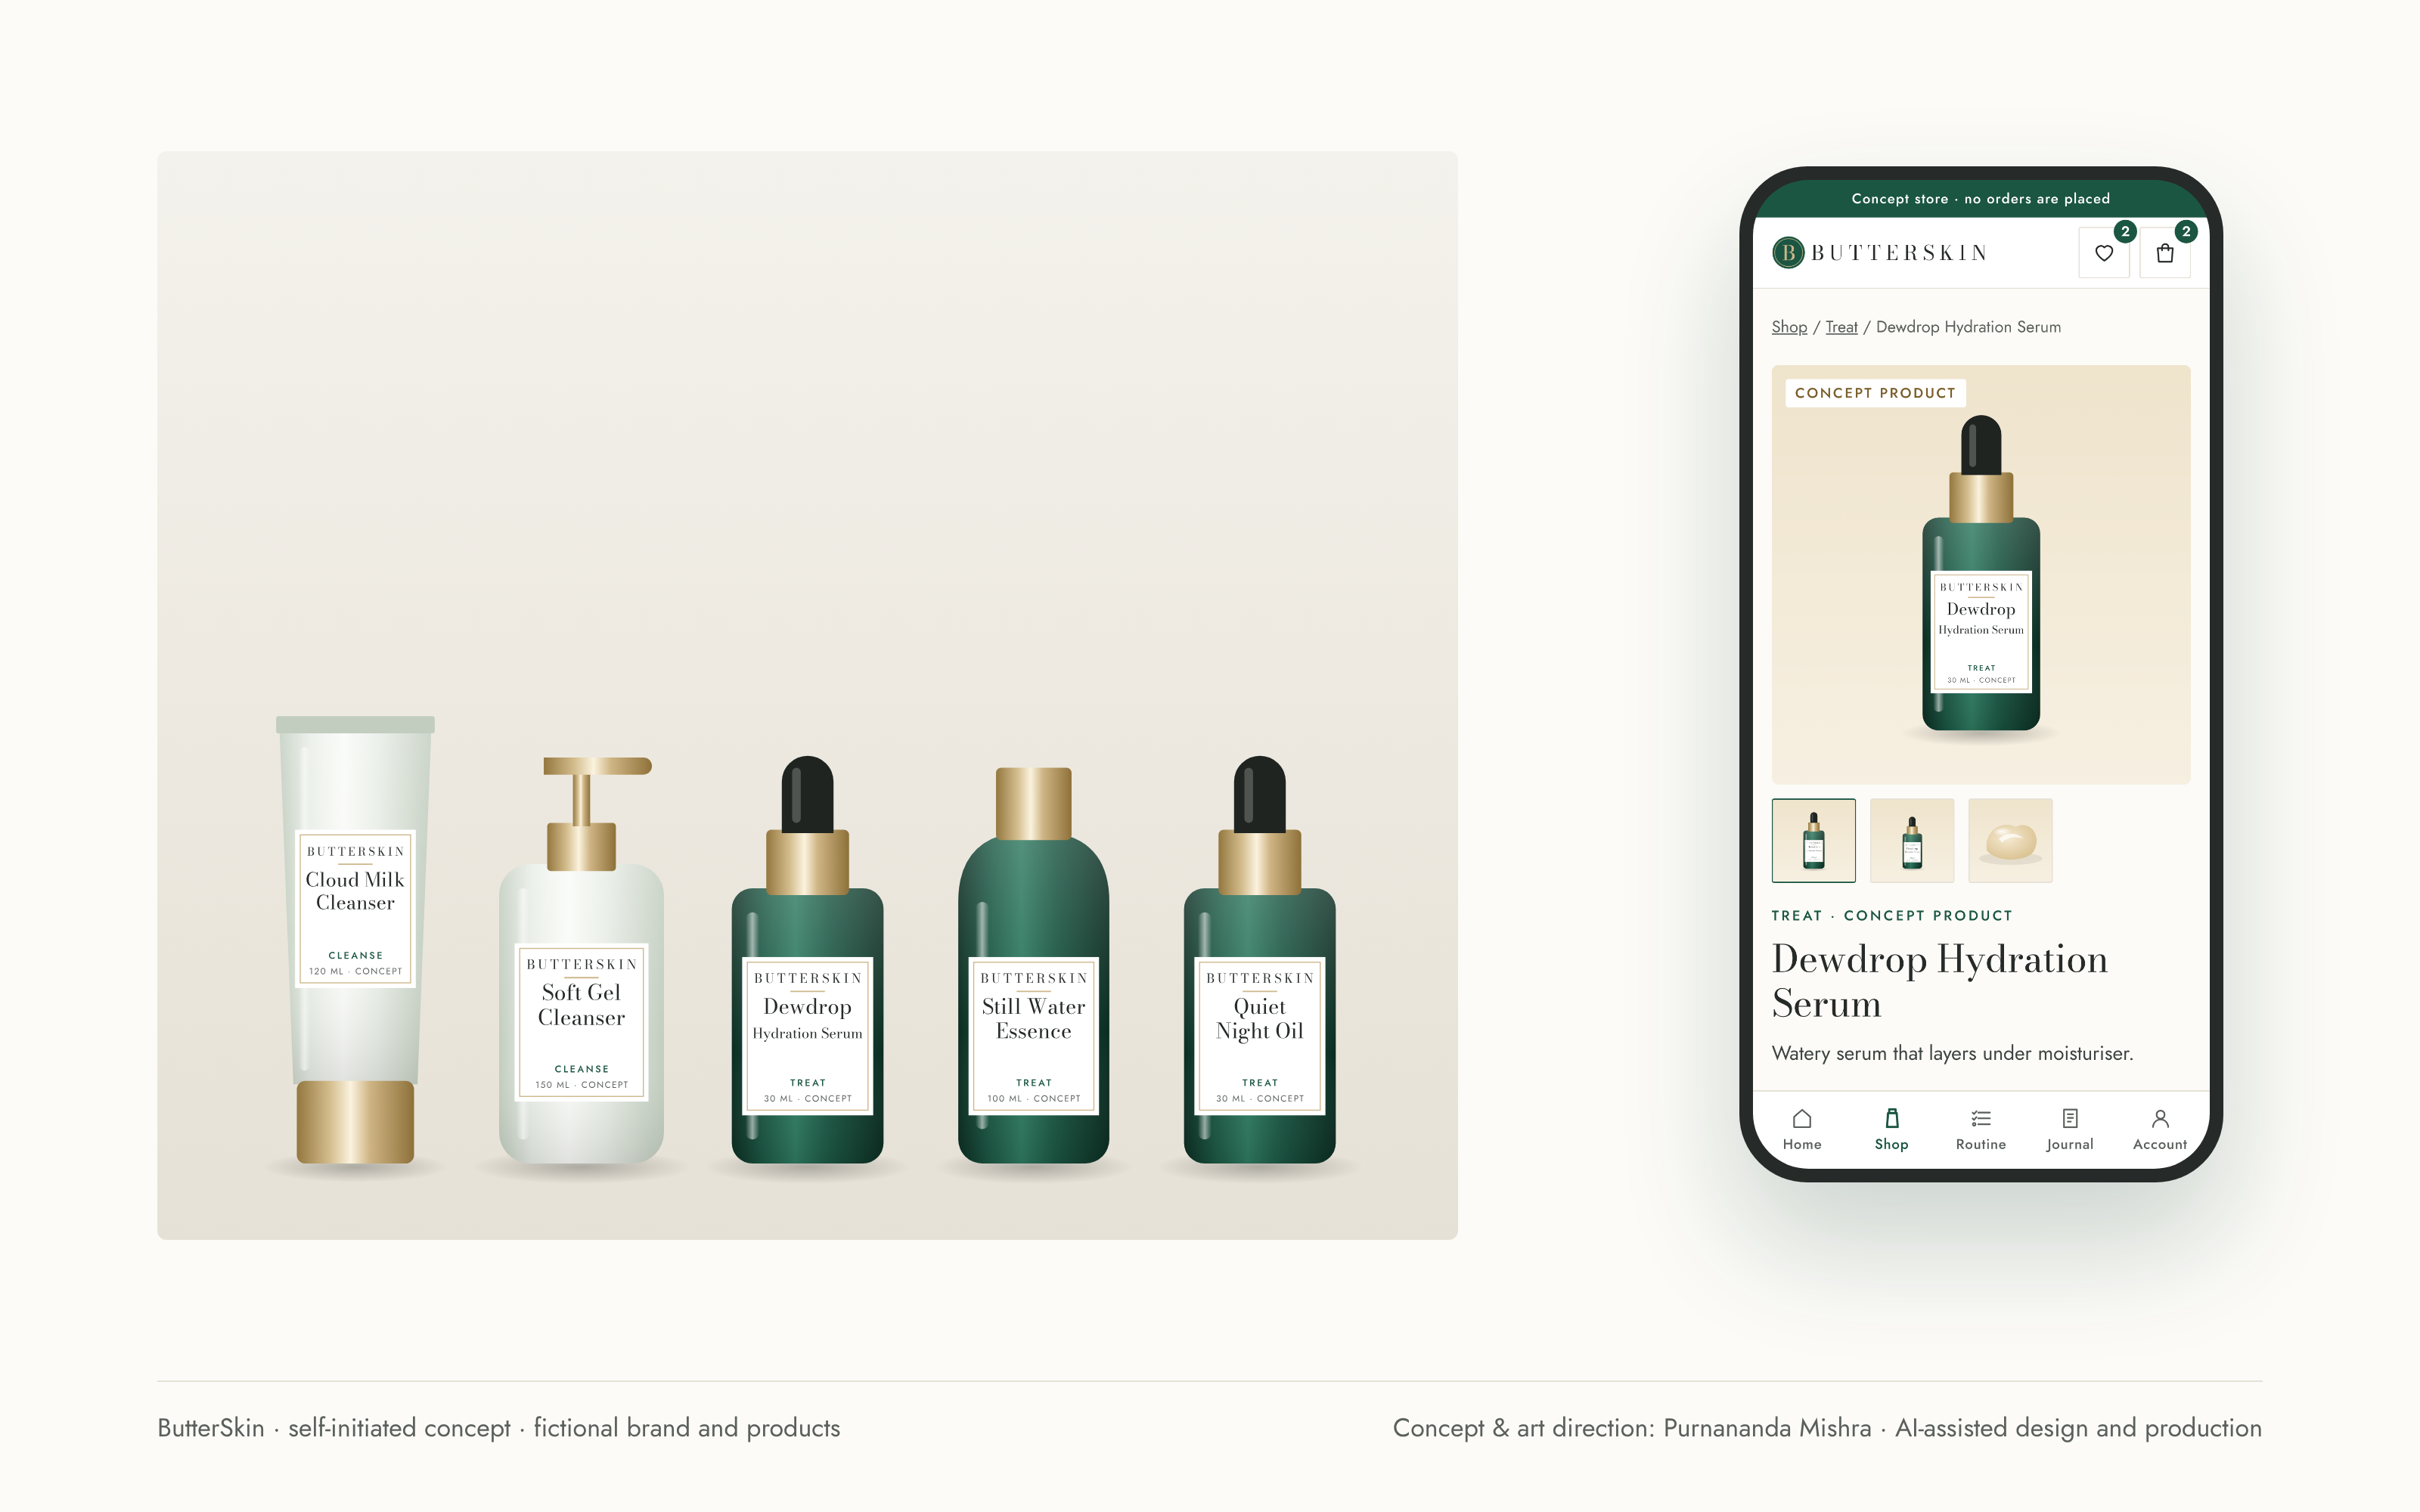 BUTTERSKIN
Cloud Milk
Cleanser
CLEANSE
120 ML · CONCEPT
BUTTERSKIN
Soft Gel
Cleanser
CLEANSE
150 ML · CONCEPT
BUTTERSKIN
Dewdrop
Hydration Serum
TREAT
30 ML · CONCEPT
BUTTERSKIN
Still Water
Essence
TREAT
100 ML · CONCEPT
BUTTERSKIN
Quiet
Night Oil
TREAT
30 ML · CONCEPT
Concept store · no orders are placed
B BUTTERSKIN 2 2
Shop / Treat / Dewdrop Hydration Serum
CONCEPT PRODUCT
BUTTERSKIN
Dewdrop
Hydration Serum
TREAT
30 ML · CONCEPT
TREAT · CONCEPT PRODUCT
Dewdrop Hydration
Serum
Watery serum that layers under moisturiser.
Home Shop Routine Journal Account
ButterSkin · self-initiated concept · fictional brand and products
Concept & art direction: Purnananda Mishra · AI-assisted design and production